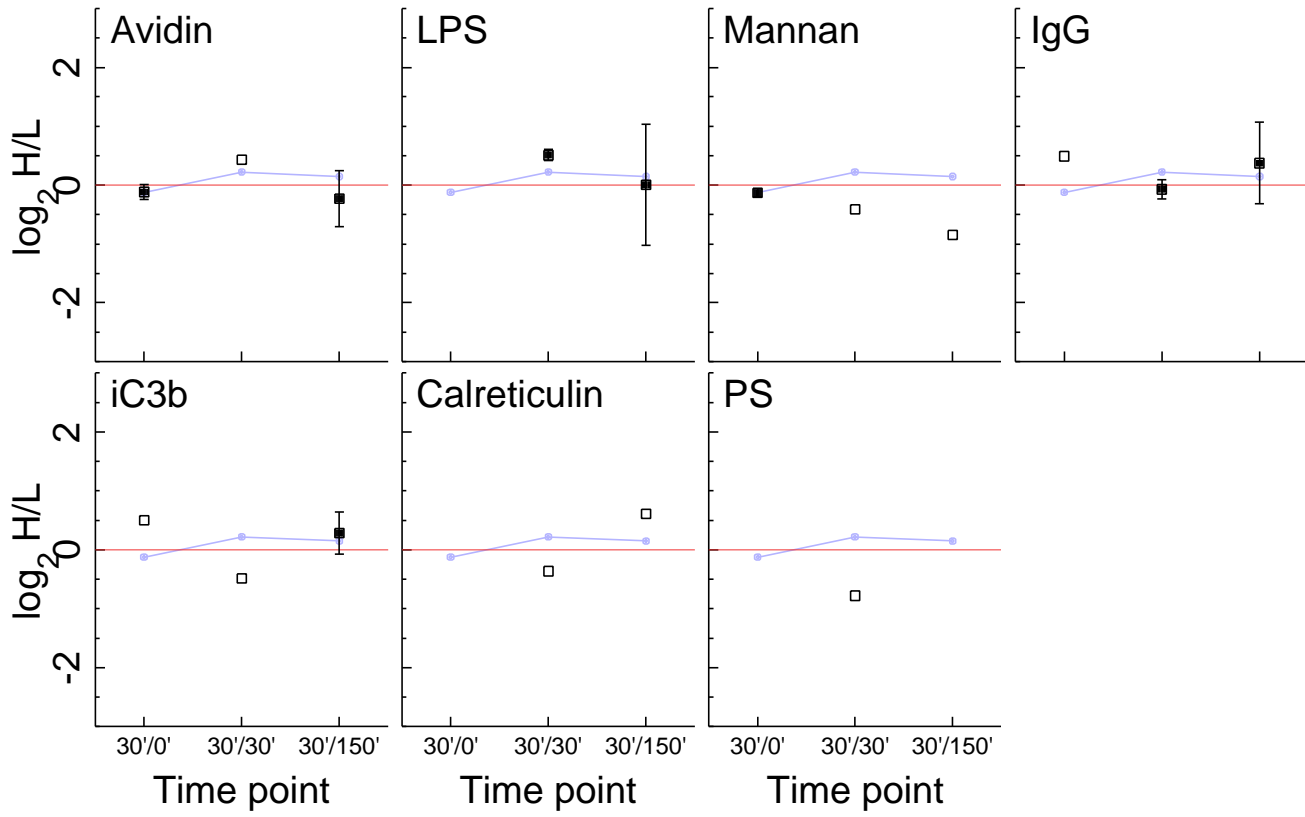 Avidin
LPS
Mannan
IgG
log2 H/L
2
0
-2
iC3b
Calreticulin
PS
log2 H/L
2
0
-2
30'/0' 30'/30' 30'/150'
30'/0' 30'/30' 30'/150'
30'/0' 30'/30' 30'/150'
Time point
Time point
Time point